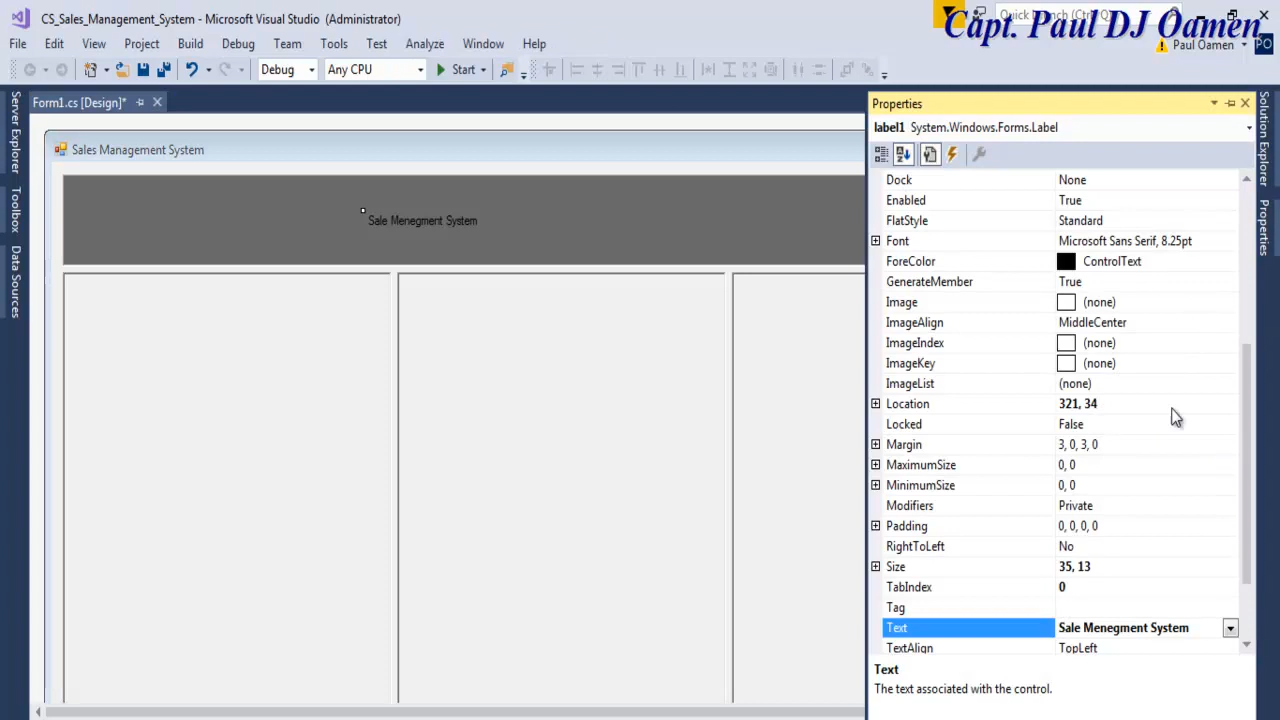 CS_Sales_Management_System - Microsoft Visual Studio (Administrator)
Quick Launch (Ctrl+Q)
Capt. Paul DJ Oamen
File Edit View Project Build Debug Team Tools Test Analyze Window Help
Paul Oamen PO
Debug Any CPU Start
Form1.cs [Design]*
Server Explorer
Toolbox
Data Sources
Sales Management System
Sale Menegment System
Properties
label1 System.Windows.Forms.Label
Dock None
Enabled True
FlatStyle Standard
Font Microsoft Sans Serif, 8.25pt
ForeColor ControlText
GenerateMember True
Image (none)
ImageAlign MiddleCenter
ImageIndex (none)
ImageKey (none)
ImageList (none)
Location 321, 34
Locked False
Margin 3, 0, 3, 0
MaximumSize 0, 0
MinimumSize 0, 0
Modifiers Private
Padding 0, 0, 0, 0
RightToLeft No
Size 35, 13
TabIndex 0
Tag
Text Sale Menegment System
TextAlign TopLeft
Text
The text associated with the control.
Solution Explorer
Properties